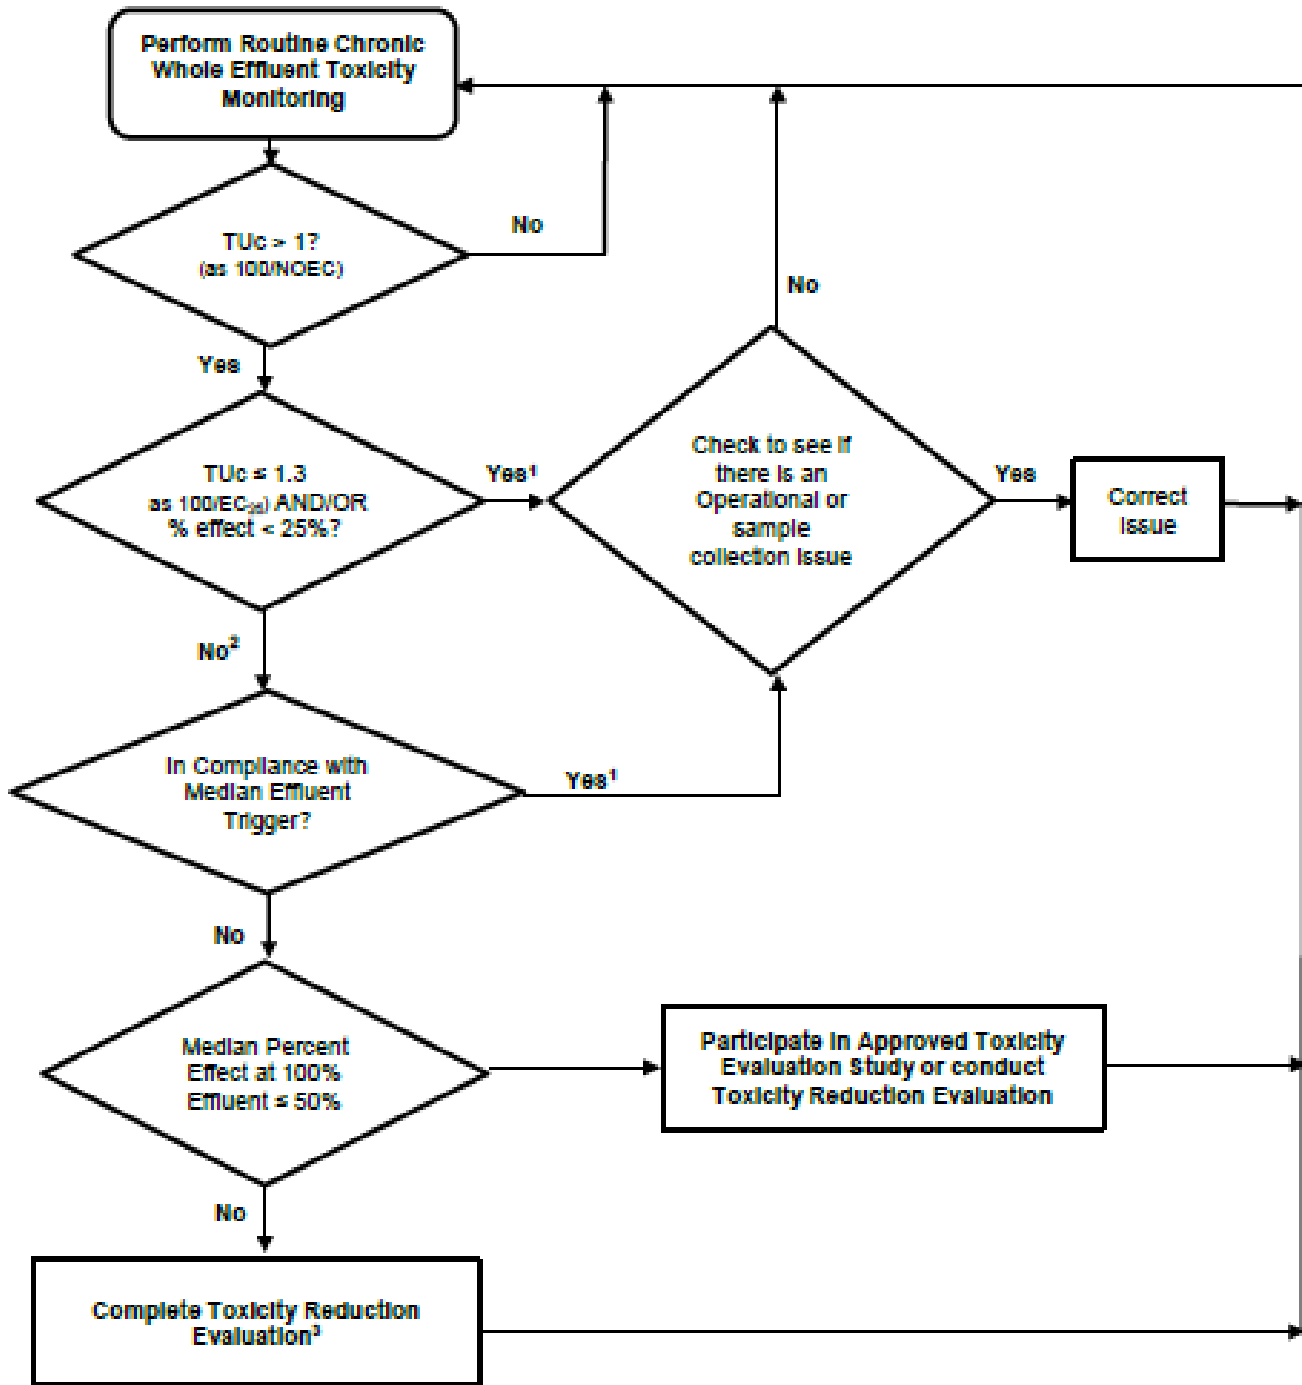 Perform Routine Chronic
Whole Effluent Toxicity
Monitoring
TUc > 1?
(as 100/NOEC)
No
Yes
TUc ≤ 1.3
as 100/EC₂₅) AND/OR
% effect < 25%?
Yes¹
Check to see if
there is an
Operational or
sample
collection issue
No
Yes
Correct
Issue
No²
In Compliance with
Median Effluent
Trigger?
Yes¹
No
Median Percent
Effect at 100%
Effluent ≤ 50%
Participate in Approved Toxicity
Evaluation Study or conduct
Toxicity Reduction Evaluation
No
Complete Toxicity Reduction
Evaluation³